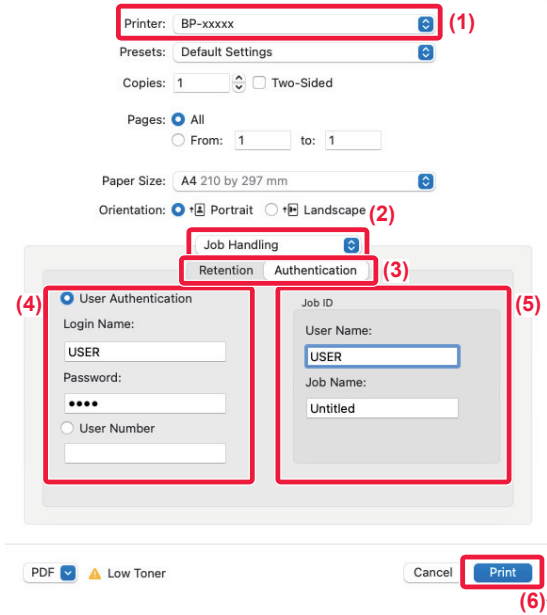 Printer: BP-xxxxx (1)
Presets: Default Settings
Copies: 1 Two-Sided
Pages: All
From: 1 to: 1
Paper Size: A4 210 by 297 mm
Orientation: Portrait Landscape
(2)
Job Handling
Retention Authentication (3)
(4)
User Authentication
Login Name:
USER
Password:
••••
User Number
(5)
Job ID
User Name:
USER
Job Name:
Untitled
PDF Low Toner Cancel Print
(6)